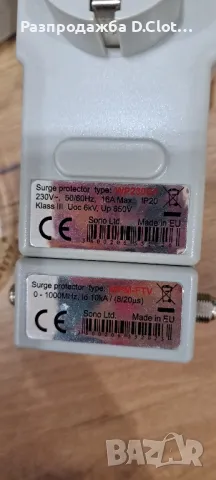 Разпродажба D.Clot...
Surge protector type:
230V~, 50/60Hz, 16A Max. IP20
Klass III Uoc 6kV, Up 950V
Sono Ltd. Made in EU
CE
Surge protector type:
0 - 1000MHz, Io 10kA / (8/20µs)
Sono Ltd. Made in EU
CE
bazar.bg